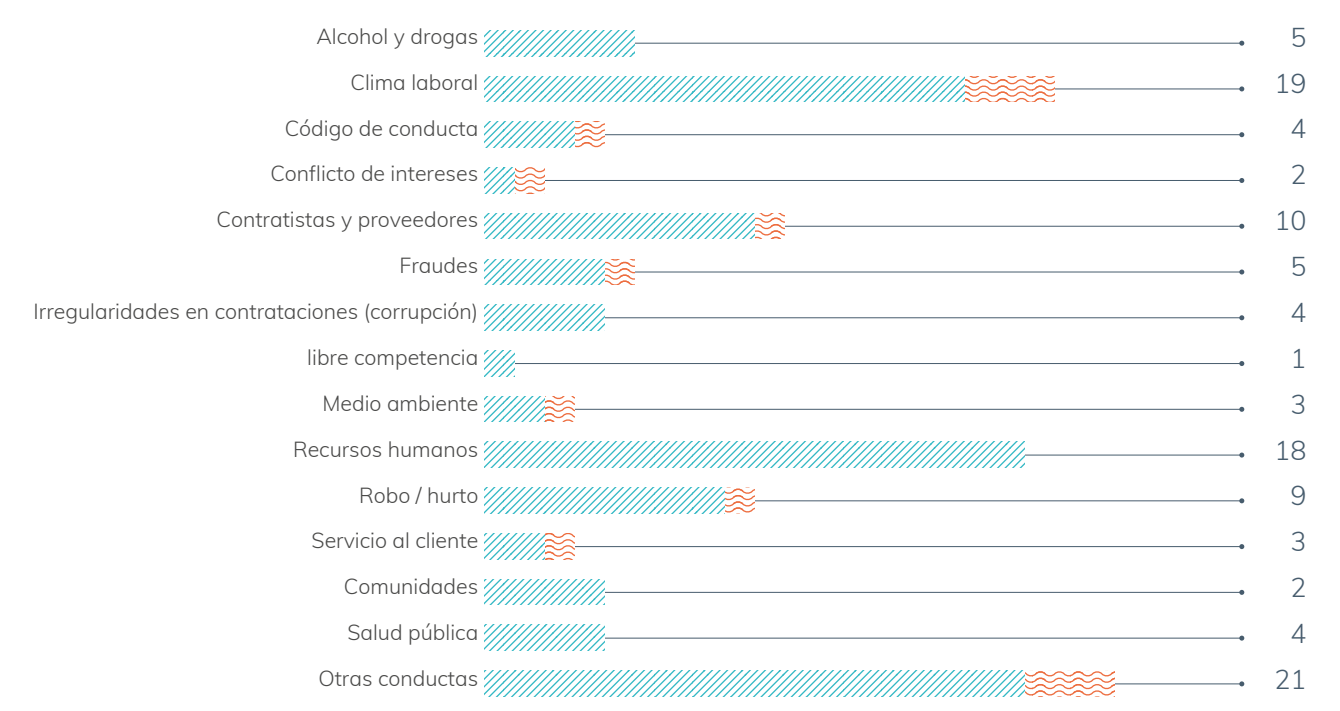 Alcohol y drogas 5
Clima laboral 19
Código de conducta 4
Conflicto de intereses 2
Contratistas y proveedores 10
Fraudes 5
Irregularidades en contrataciones (corrupción) 4
libre competencia 1
Medio ambiente 3
Recursos humanos 18
Robo / hurto 9
Servicio al cliente 3
Comunidades 2
Salud pública 4
Otras conductas 21